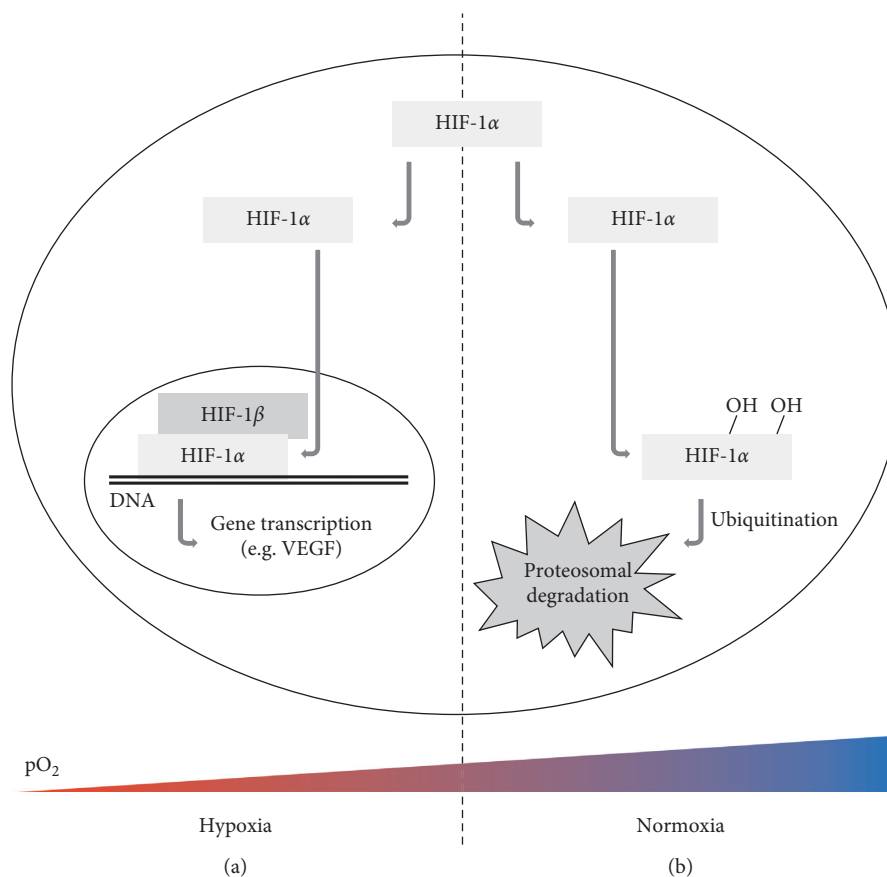 HIF-1α
HIF-1α
HIF-1α
HIF-1β
HIF-1α
DNA
Gene transcription
(e.g. VEGF)
OH OH
HIF-1α
Ubiquitination
Proteosomal
degradation
pO₂
Hypoxia
Normoxia
(a)
(b)